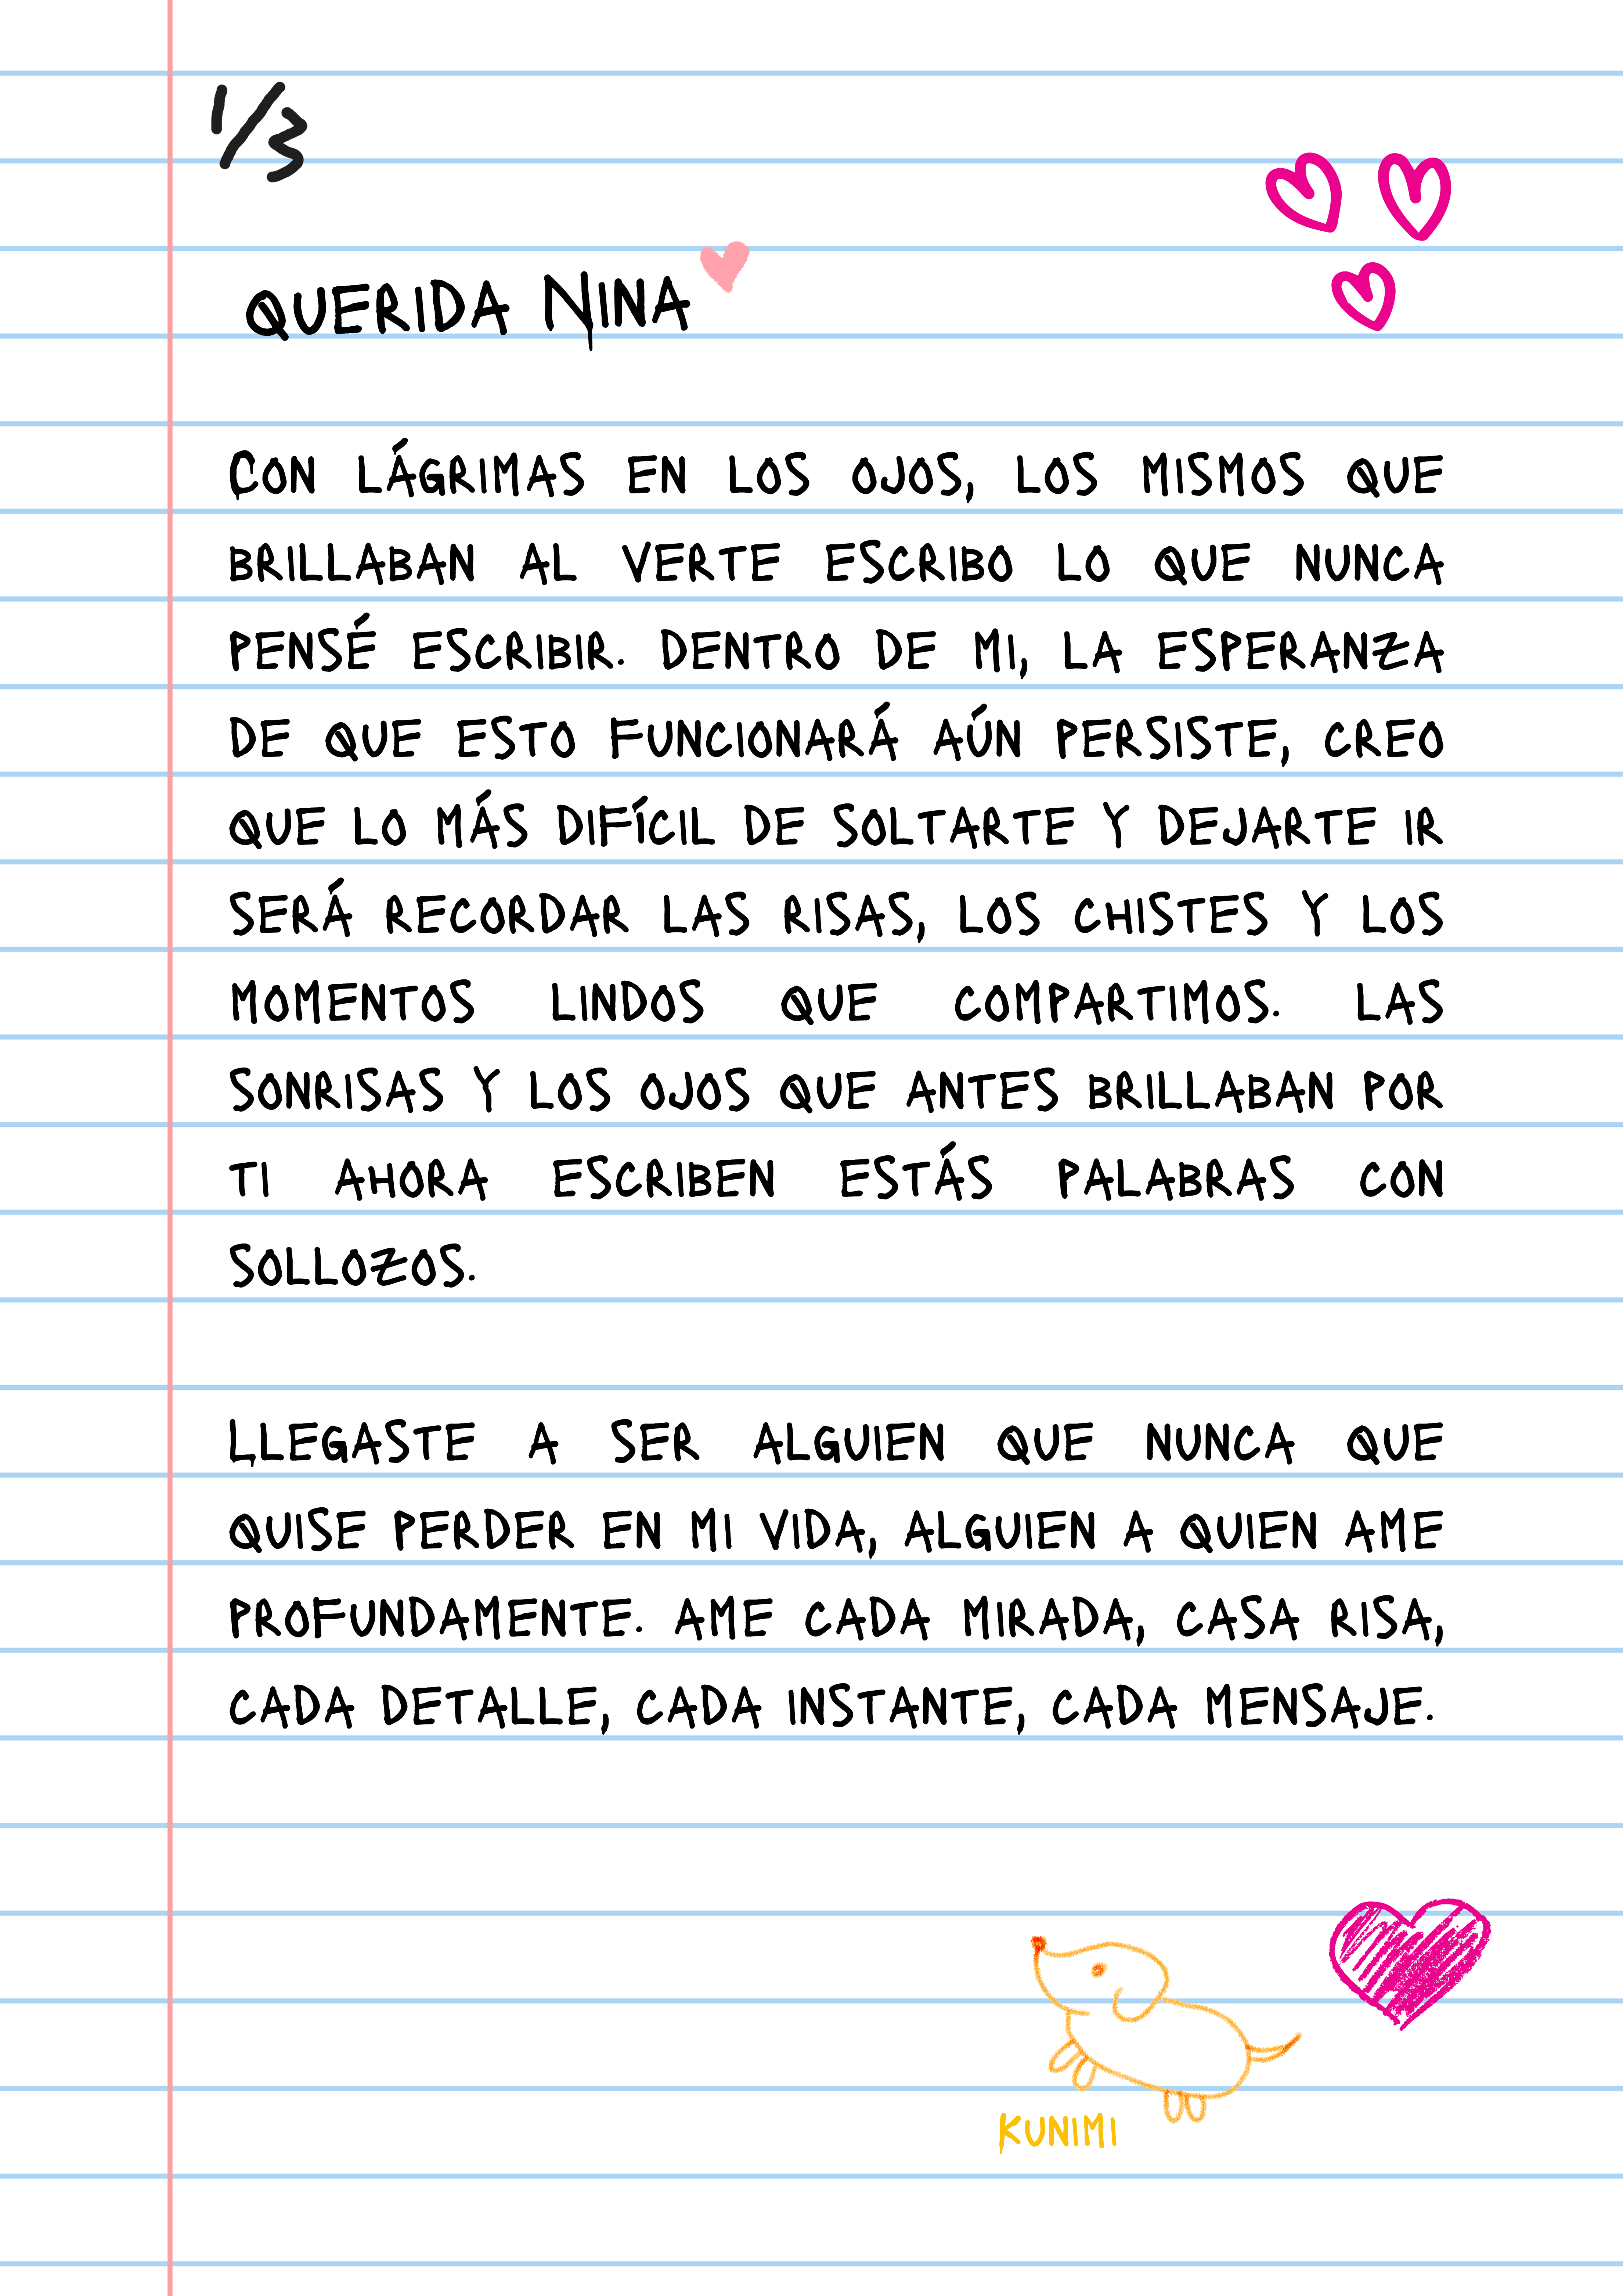 1/3
QUERIDA NINA
CON LÁGRIMAS EN LOS OJOS, LOS MISMOS QUE
BRILLABAN AL VERTE ESCRIBO LO QUE NUNCA
PENSÉ ESCRIBIR. DENTRO DE MI, LA ESPERANZA
DE QUE ESTO FUNCIONARÁ AÚN PERSISTE, CREO
QUE LO MÁS DIFÍCIL DE SOLTARTE Y DEJARTE IR
SERÁ RECORDAR LAS RISAS, LOS CHISTES Y LOS
MOMENTOS LINDOS QUE COMPARTIMOS. LAS
SONRISAS Y LOS OJOS QUE ANTES BRILLABAN POR
TI AHORA ESCRIBEN ESTÁS PALABRAS CON
SOLLOZOS.
LLEGASTE A SER ALGUIEN QUE NUNCA QUE
QUISE PERDER EN MI VIDA, ALGUIEN A QUIEN AME
PROFUNDAMENTE. AME CADA MIRADA, CASA RISA,
CADA DETALLE, CADA INSTANTE, CADA MENSAJE.
KUNIMI